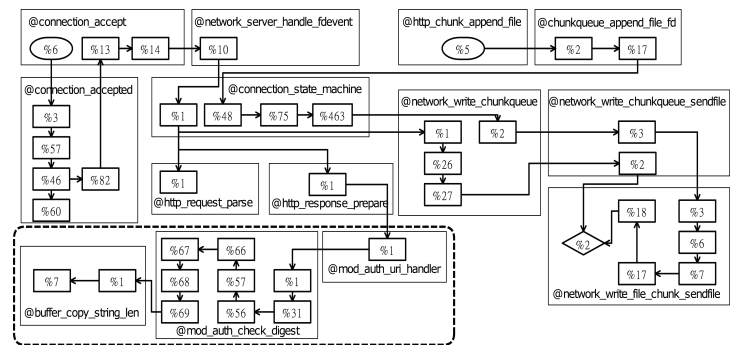 @connection_accept
%6
%13
%14
@network_server_handle_fdevent
%10
@http_chunk_append_file
%5
@chunkqueue_append_file_fd
%2
%17
@connection_accepted
%3
%57
%46
%82
%60
@connection_state_machine
%1
%48
%75
%463
@network_write_chunkqueue
%1
%2
%26
%27
@network_write_chunkqueue_sendfile
%3
%2
%1
@http_request_parse
%1
@http_response_prepare
%2
%18
%3
%6
%17
%7
@network_write_file_chunk_sendfile
%1
@mod_auth_uri_handler
%67
%66
%68
%57
%1
%69
%56
%31
@mod_auth_check_digest
%7
%1
@buffer_copy_string_len